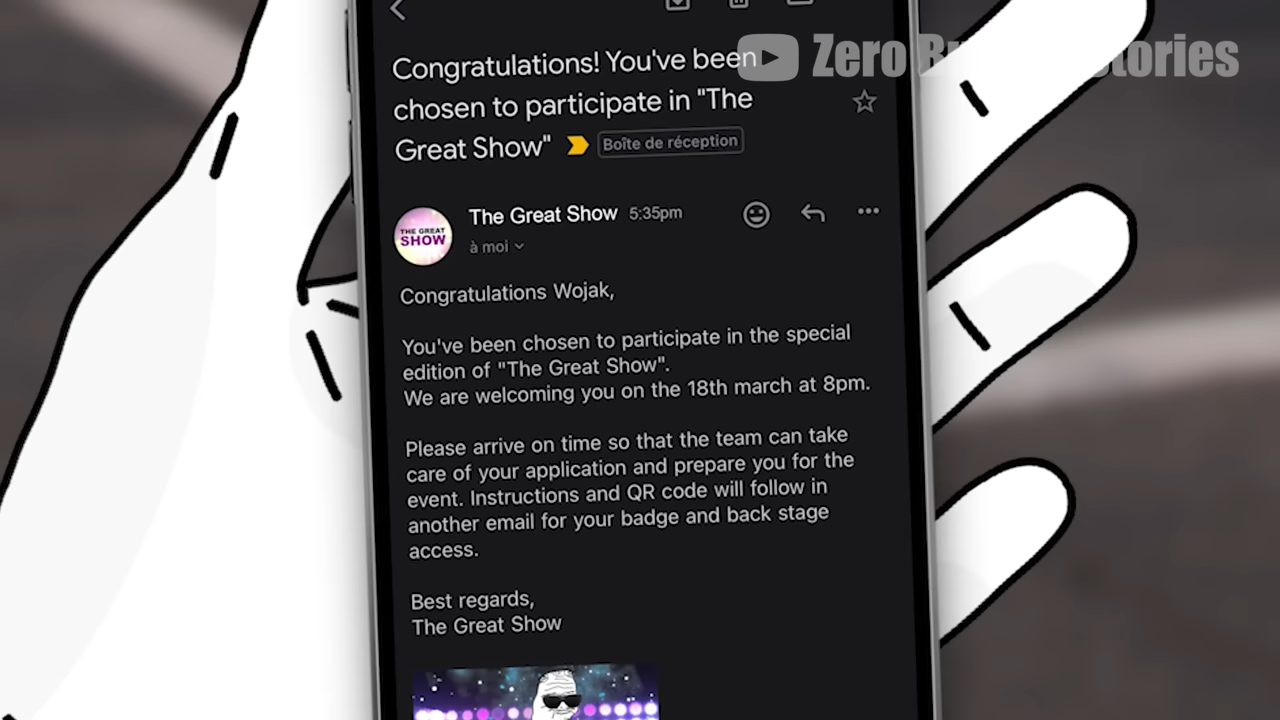 Zero
tories
Congratulations! You've been
chosen to participate in "The
Great Show" Boîte de réception
THE GREAT
SHOW
The Great Show 5:35pm
à moi
Congratulations Wojak,
You've been chosen to participate in the special
edition of "The Great Show".
We are welcoming you on the 18th march at 8pm.
Please arrive on time so that the team can take
care of your application and prepare you for the
event. Instructions and QR code will follow in
another email for your badge and back stage
access.
Best regards,
The Great Show